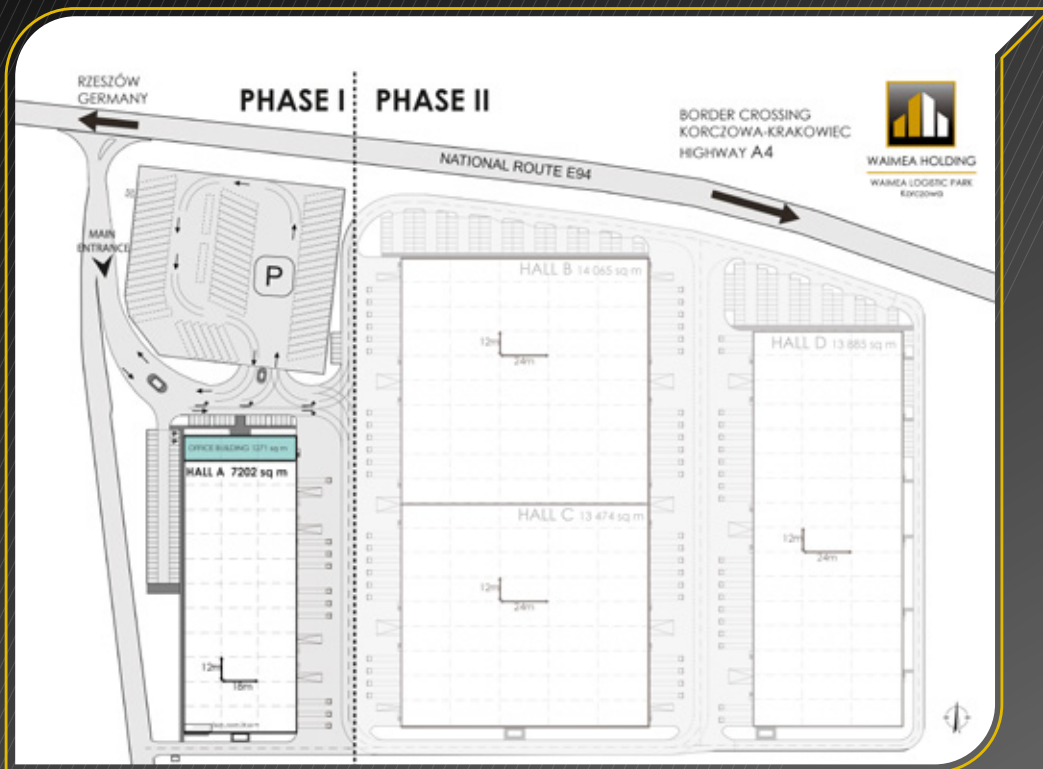 RZESZÓW
GERMANY
PHASE I
PHASE II
BORDER CROSSING
KORCZOWA-KRAKOWIEC
HIGHWAY A4
WAIMEA HOLDING
WAIMEA LOGISTIC PARK
Korczowa
NATIONAL ROUTE E94
MAIN
ENTRANCE
P
HALL B 14 065 sq m
12m
24m
HALL D 13 885 sq m
12m
24m
OFFICE BUILDING 1271 sq m
HALL A 7202 sq m
12m
18m
HALL C 13 474 sq m
12m
24m